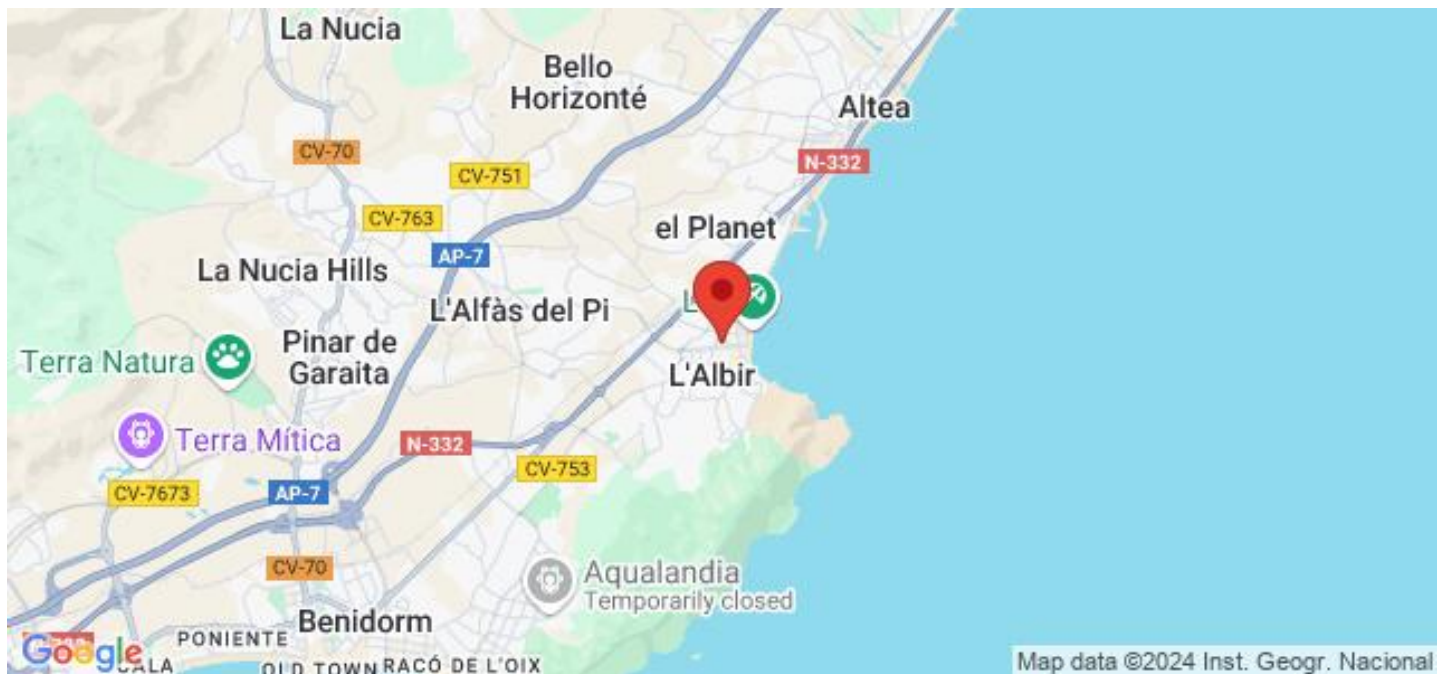 La Nucia
Bello
Horizonté
Altea
CV-70
N-332
CV-751
CV-763
el Planet
AP-7
La Nucia Hills
L'Alfàs del Pi
Pinar de
Garaita
Terra Natura
L'Albir
Terra Mítica
N-332
CV-753
CV-7673
AP-7
CV-70
Aqualandia
Temporarily closed
Benidorm
PONIENTE
Google
OLD TOWN
RACÓ DE L'OIX
Map data ©2024 Inst. Geogr. Nacional